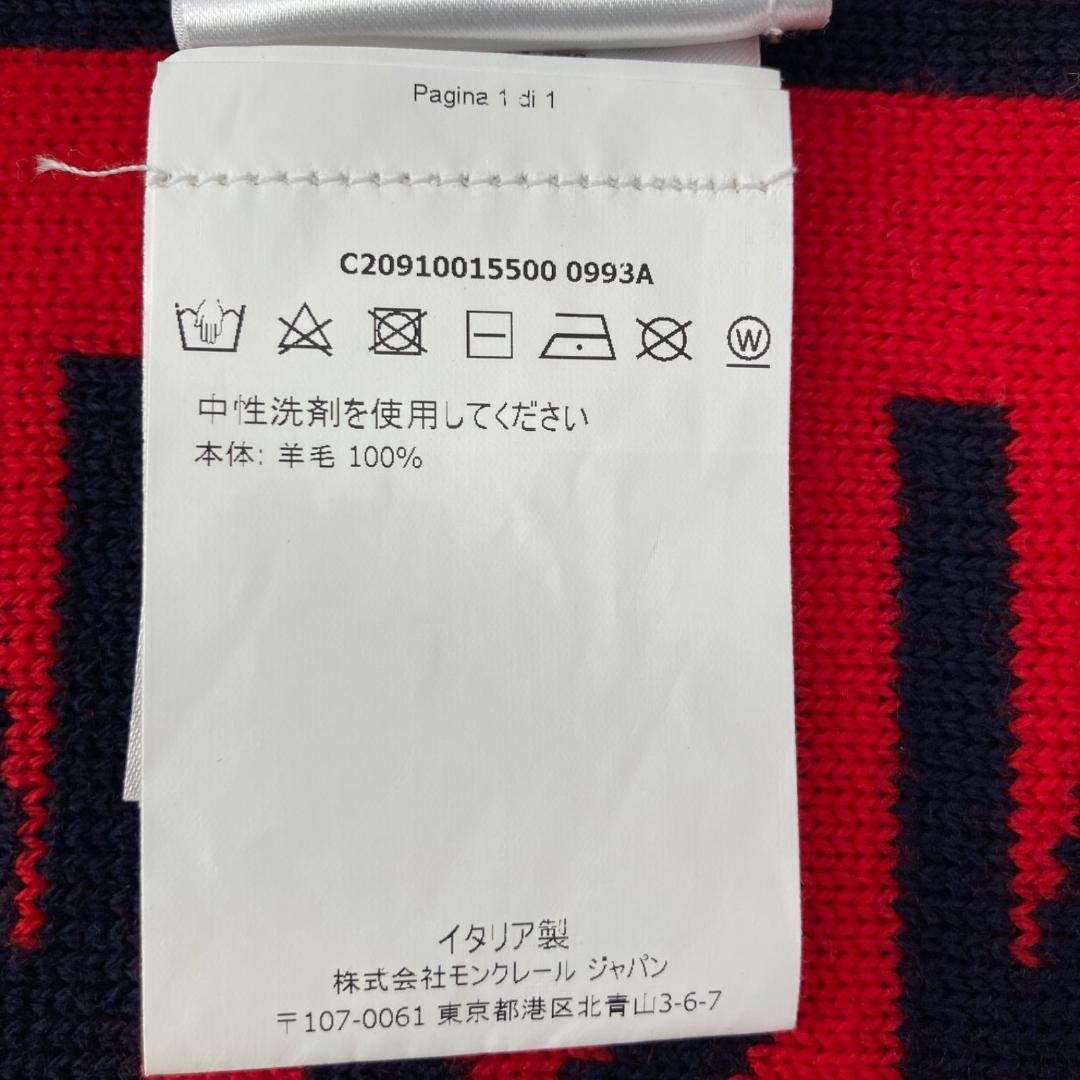 Pagina 1 di 1
C20910015500 0993A
W
中性洗剤を使用してください
本体: 羊毛 100%
イタリア製
株式会社モンクレール ジャパン
〒107-0061 東京都港区北青山3-6-7